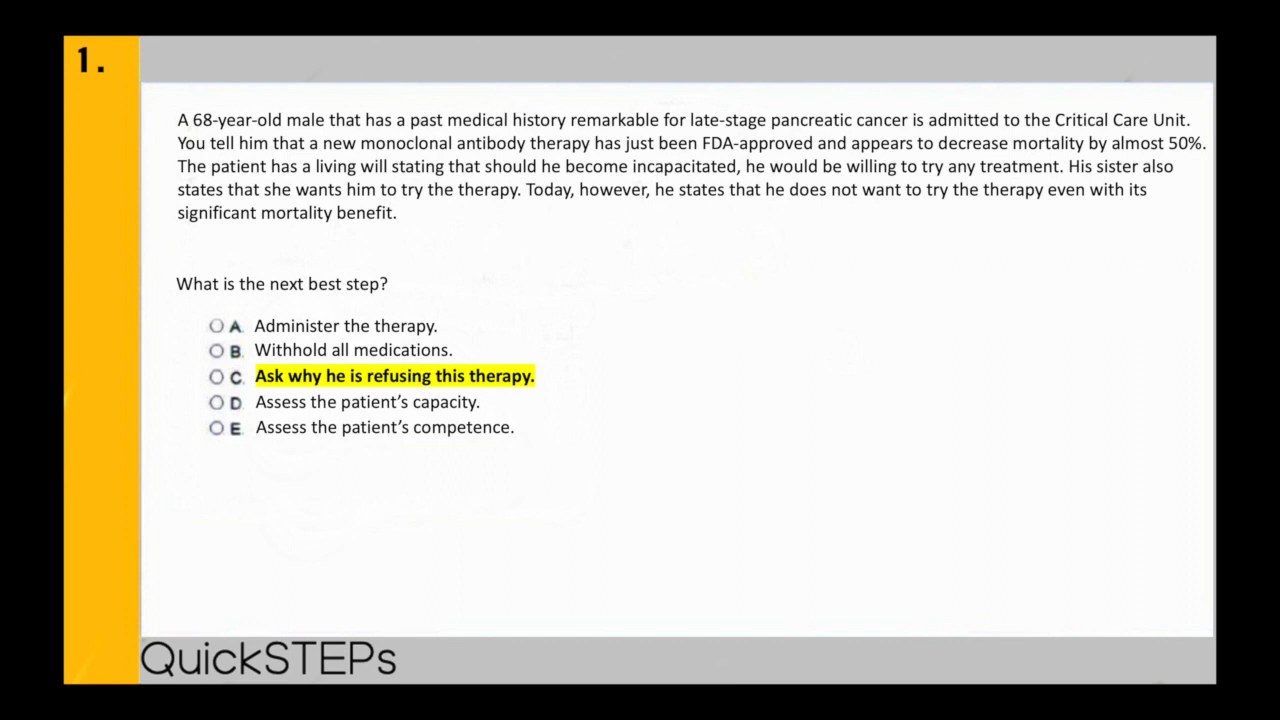 1.
A 68-year-old male that has a past medical history remarkable for late-stage pancreatic cancer is admitted to the Critical Care Unit.
You tell him that a new monoclonal antibody therapy has just been FDA-approved and appears to decrease mortality by almost 50%.
The patient has a living will stating that should he become incapacitated, he would be willing to try any treatment. His sister also
states that she wants him to try the therapy. Today, however, he states that he does not want to try the therapy even with its
significant mortality benefit.
What is the next best step?
A. Administer the therapy.
B. Withhold all medications.
C. Ask why he is refusing this therapy.
D Assess the patient’s capacity.
E. Assess the patient’s competence.
QuickSTEPs